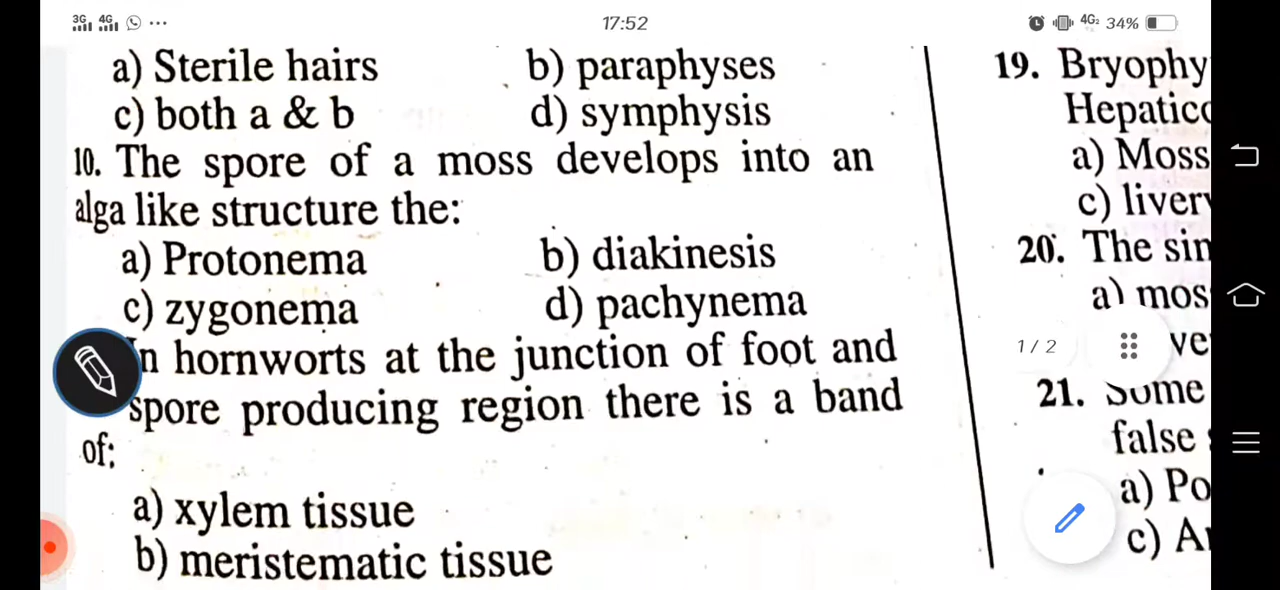 3G 4G ...
17:52
4G2 34%
a) Sterile hairs b) paraphyses
c) both a & b d) symphysis
10. The spore of a moss develops into an
alga like structure the:
a) Protonema b) diakinesis
c) zygonema d) pachynema
n hornworts at the junction of foot and
spore producing region there is a band
of:
a) xylem tissue
b) meristematic tissue
19. Bryophy
Hepatico
a) Moss
c) liverv
20. The sin
a) mos
ve
21. Some
false
a) Po
c) A
1 / 2